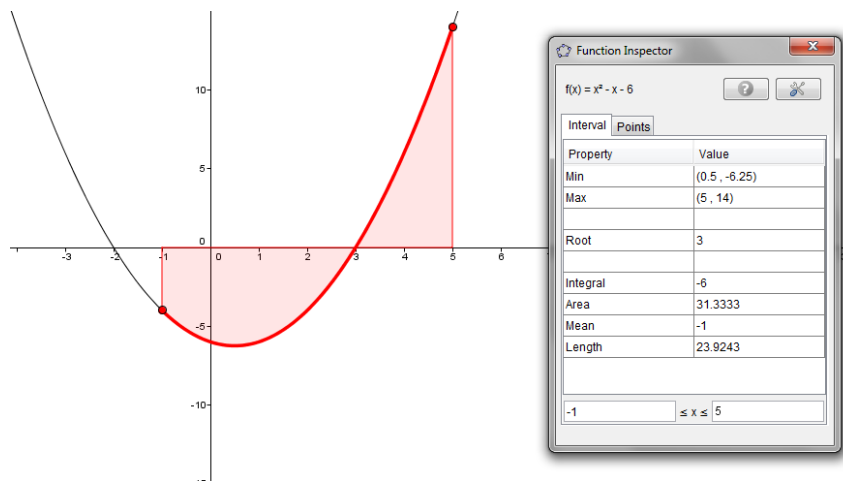 Function Inspector
f(x) = x² - x - 6
Interval Points
Property Value
Min (0.5 , -6.25)
Max (5 , 14)
Root 3
Integral -6
Area 31.3333
Mean -1
Length 23.9243
-1 ≤ x ≤ 5
10
5
0
-3 -2 -1 0 1 2 3 4 5 6
-5
-10